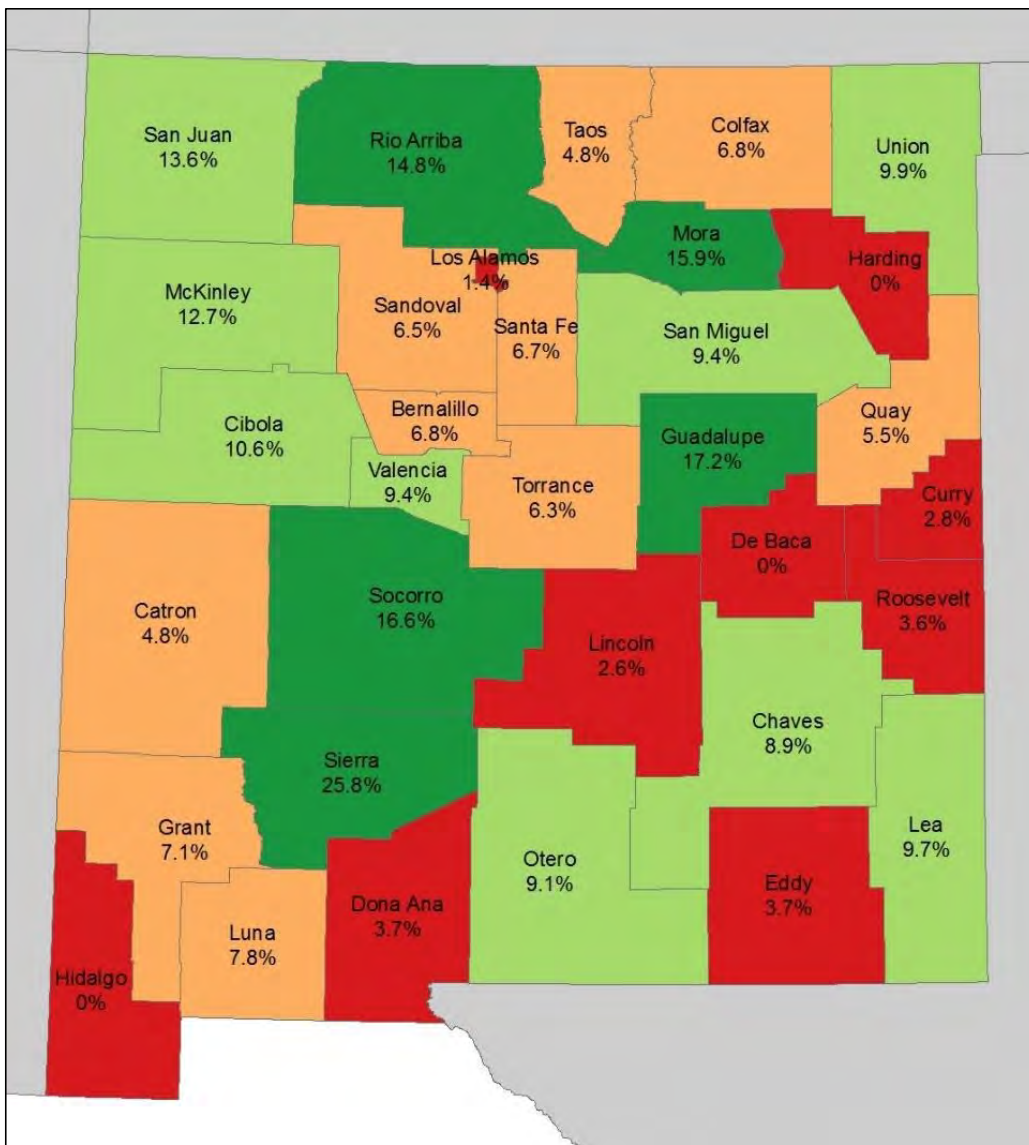 San Juan
13.6%
Rio Arriba
14.8%
Taos
4.8%
Colfax
6.8%
Union
9.9%
Mora
15.9%
Harding
0%
Los Alamos
1.4%
McKinley
12.7%
Sandoval
6.5%
Santa Fe
6.7%
San Miguel
9.4%
Quay
5.5%
Cibola
10.6%
Bernalillo
6.8%
Guadalupe
17.2%
Valencia
9.4%
Torrance
6.3%
Curry
2.8%
De Baca
0%
Roosevelt
3.6%
Catron
4.8%
Socorro
16.6%
Lincoln
2.6%
Chaves
8.9%
Sierra
25.8%
Grant
7.1%
Otero
9.1%
Lea
9.7%
Eddy
3.7%
Dona Ana
3.7%
Luna
7.8%
Hidalgo
0%